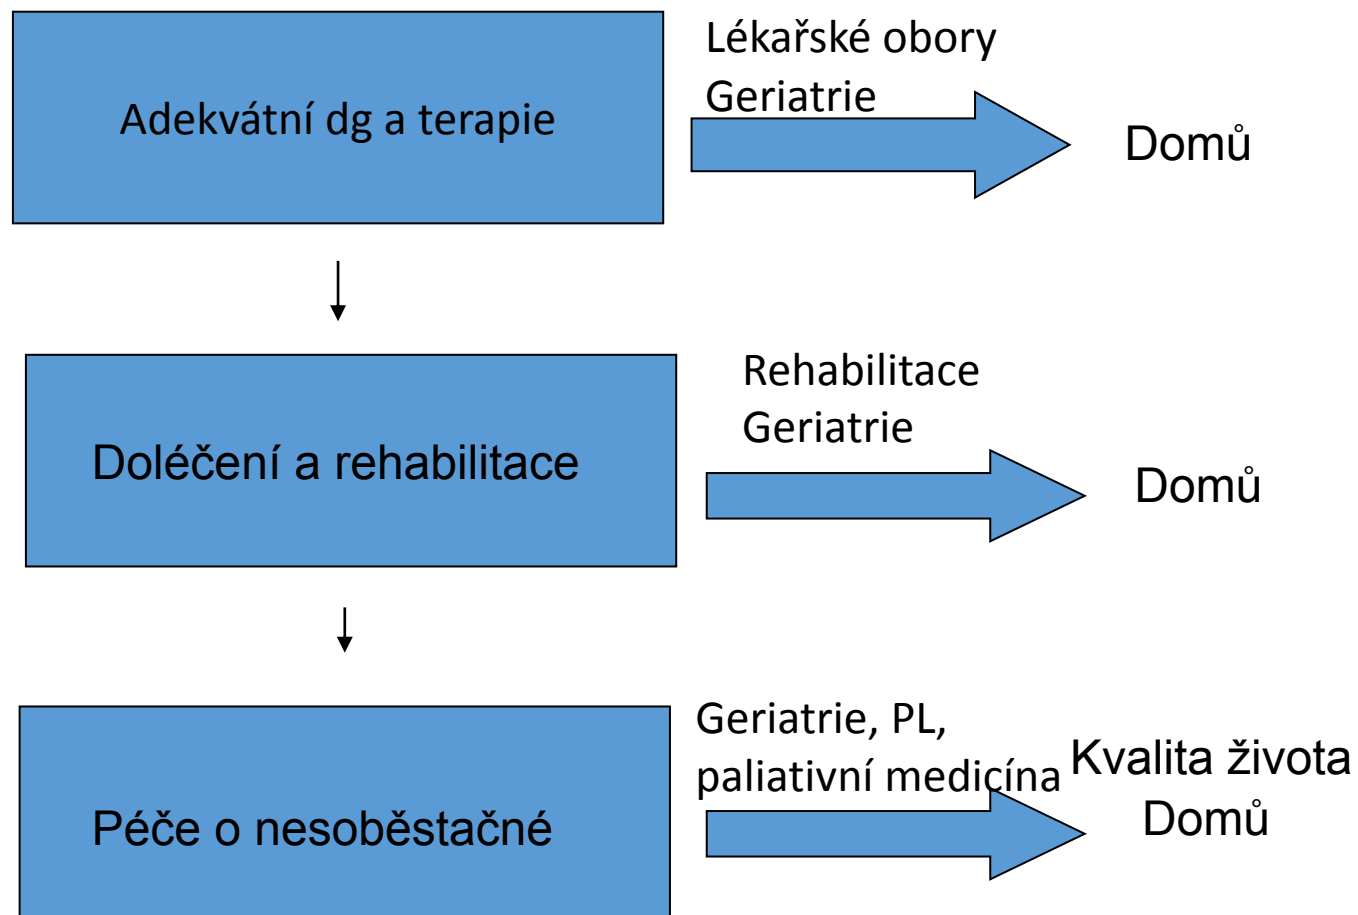 Lékařské obory
Geriatrie
Adekvátní dg a terapie
Domů
Rehabilitace
Geriatrie
Doléčení a rehabilitace
Domů
Geriatrie, PL,
paliativní medicína
Kvalita života
Domů
Péče o nesoběstačné